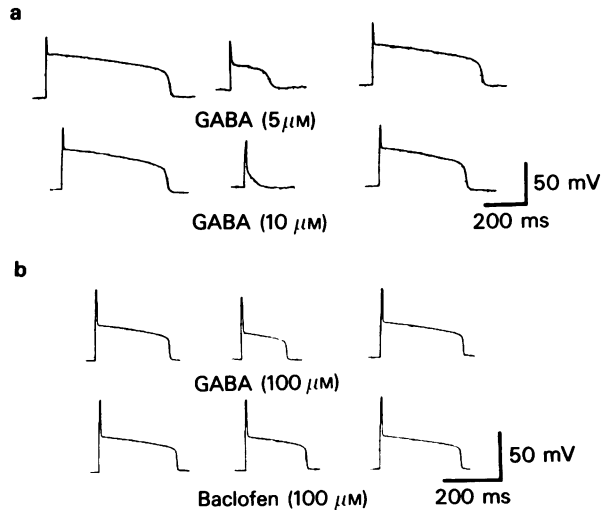 a
GABA (5 μM)
50 mV
GABA (10 μM)
200 ms
b
GABA (100 μM)
50 mV
200 ms
Baclofen (100 μM)